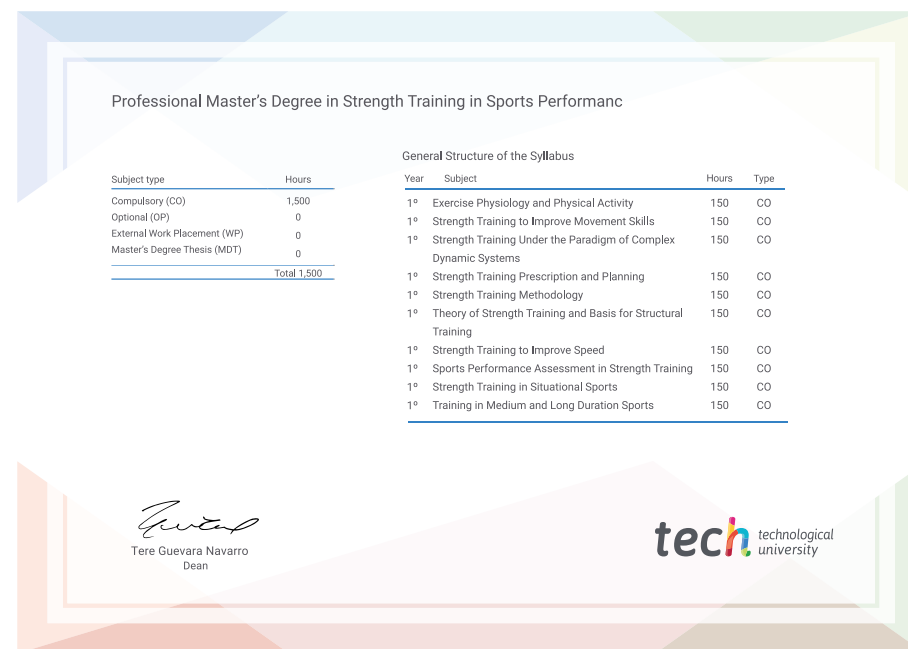 Professional Master's Degree in Strength Training in Sports Performanc
Subject type Hours
Compulsory (CO) 1,500
Optional (OP) 0
External Work Placement (WP) 0
Master's Degree Thesis (MDT) 0
Total 1,500
General Structure of the Syllabus
Year Subject Hours Type
1º Exercise Physiology and Physical Activity 150 CO
1º Strength Training to Improve Movement Skills 150 CO
1º Strength Training Under the Paradigm of Complex 150 CO
Dynamic Systems
1º Strength Training Prescription and Planning 150 CO
1º Strength Training Methodology 150 CO
1º Theory of Strength Training and Basis for Structural 150 CO
Training
1º Strength Training to Improve Speed 150 CO
1º Sports Performance Assessment in Strength Training 150 CO
1º Strength Training in Situational Sports 150 CO
1º Training in Medium and Long Duration Sports 150 CO
Tere Guevara Navarro
Dean
tech technological
university